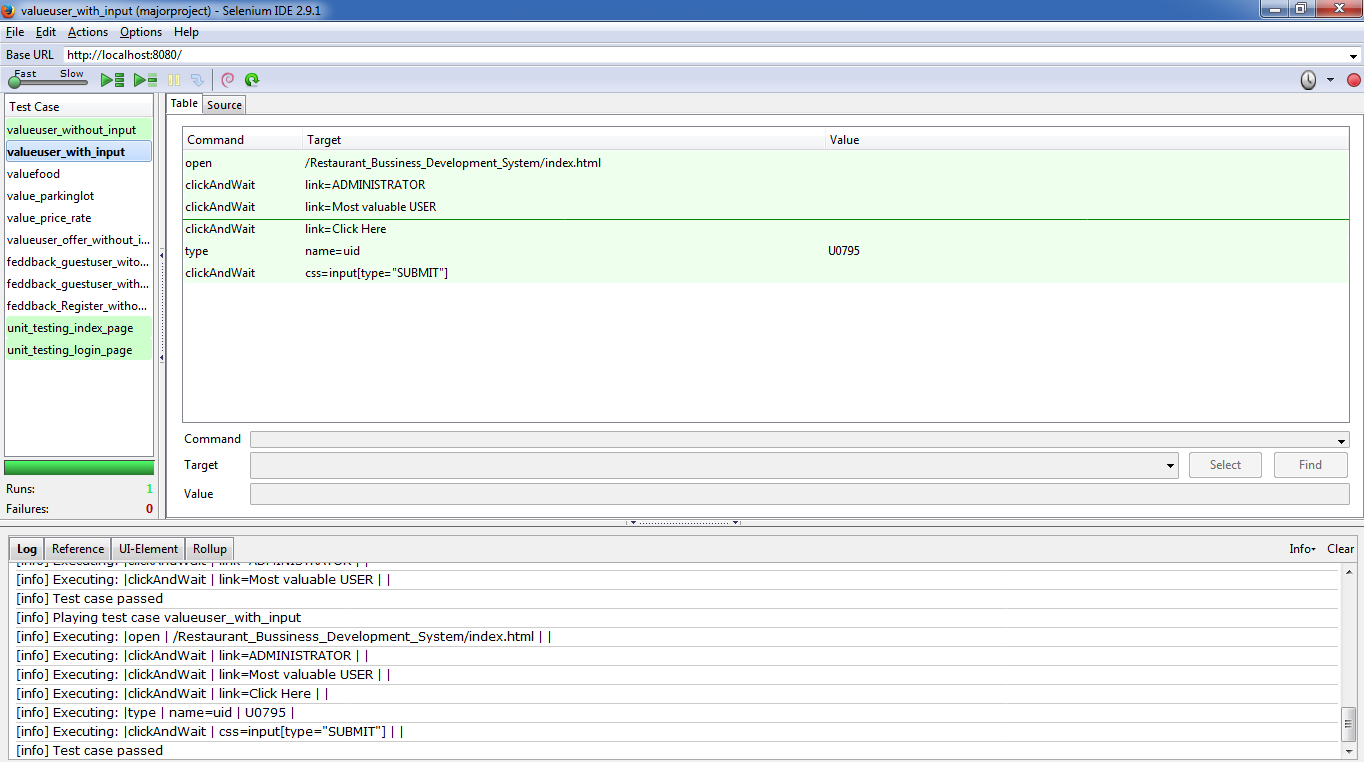 valueuser_with_input (majorproject) - Selenium IDE 2.9.1
File Edit Actions Options Help
Base URL http://localhost:8080/
Fast Slow
Test Case
valueuser_without_input
valueuser_with_input
valuefood
value_parkinglot
value_price_rate
valueuser_offer_without_i...
feddback_guestuser_wito...
feddback_guestuser_with...
feddback_Register_witho...
unit_testing_index_page
unit_testing_login_page
Runs: 1
Failures: 0
Table Source
Command Target Value
open /Restaurant_Bussiness_Development_System/index.html
clickAndWait link=ADMINISTRATOR
clickAndWait link=Most valuable USER
clickAndWait link=Click Here
type name=uid U0795
clickAndWait css=input[type="SUBMIT"]
Command
Target Select Find
Value
Log Reference UI-Element Rollup Info Clear
[info] Executing: |clickAndWait | link=ADMINISTRATOR | |
[info] Executing: |clickAndWait | link=Most valuable USER | |
[info] Test case passed
[info] Playing test case valueuser_with_input
[info] Executing: |open | /Restaurant_Bussiness_Development_System/index.html | |
[info] Executing: |clickAndWait | link=ADMINISTRATOR | |
[info] Executing: |clickAndWait | link=Most valuable USER | |
[info] Executing: |clickAndWait | link=Click Here | |
[info] Executing: |type | name=uid | U0795 |
[info] Executing: |clickAndWait | css=input[type="SUBMIT"] | |
[info] Test case passed